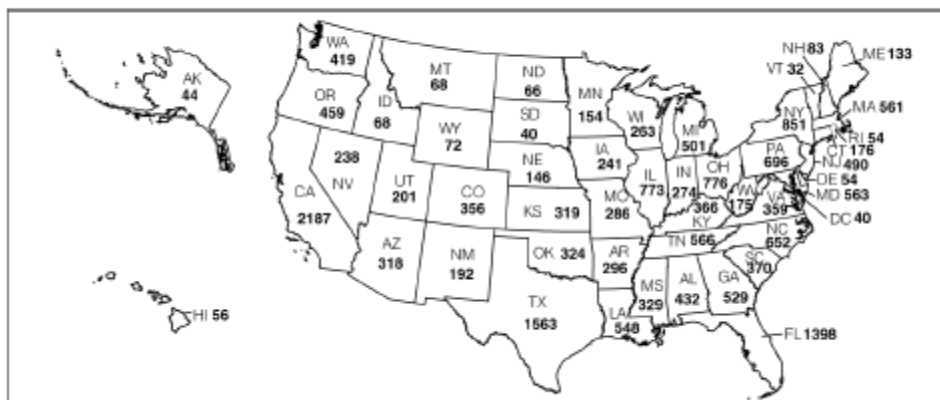 NH 83
ME 133
VT 32
WA
419
MT
68
ND
66
MN
154
AK
44
OR
459
ID
68
SD
40
WI
263
MI
501
NY
851
MA 561
RI 54
CT 176
WY
72
IA
241
PA
696
NJ 490
238
NV
NE
146
IL
773
IN
274
OH
776
DE 54
MD 563
CA
2187
UT
201
CO
356
KS 319
MO
286
366
KY
WV
175
VA
359
DC 40
AZ
318
NM
192
OK 324
AR
296
TN 566
NC
652
SC
370
MS
329
AL
432
GA
529
HI 56
TX
1563
LA
548
FL 1398